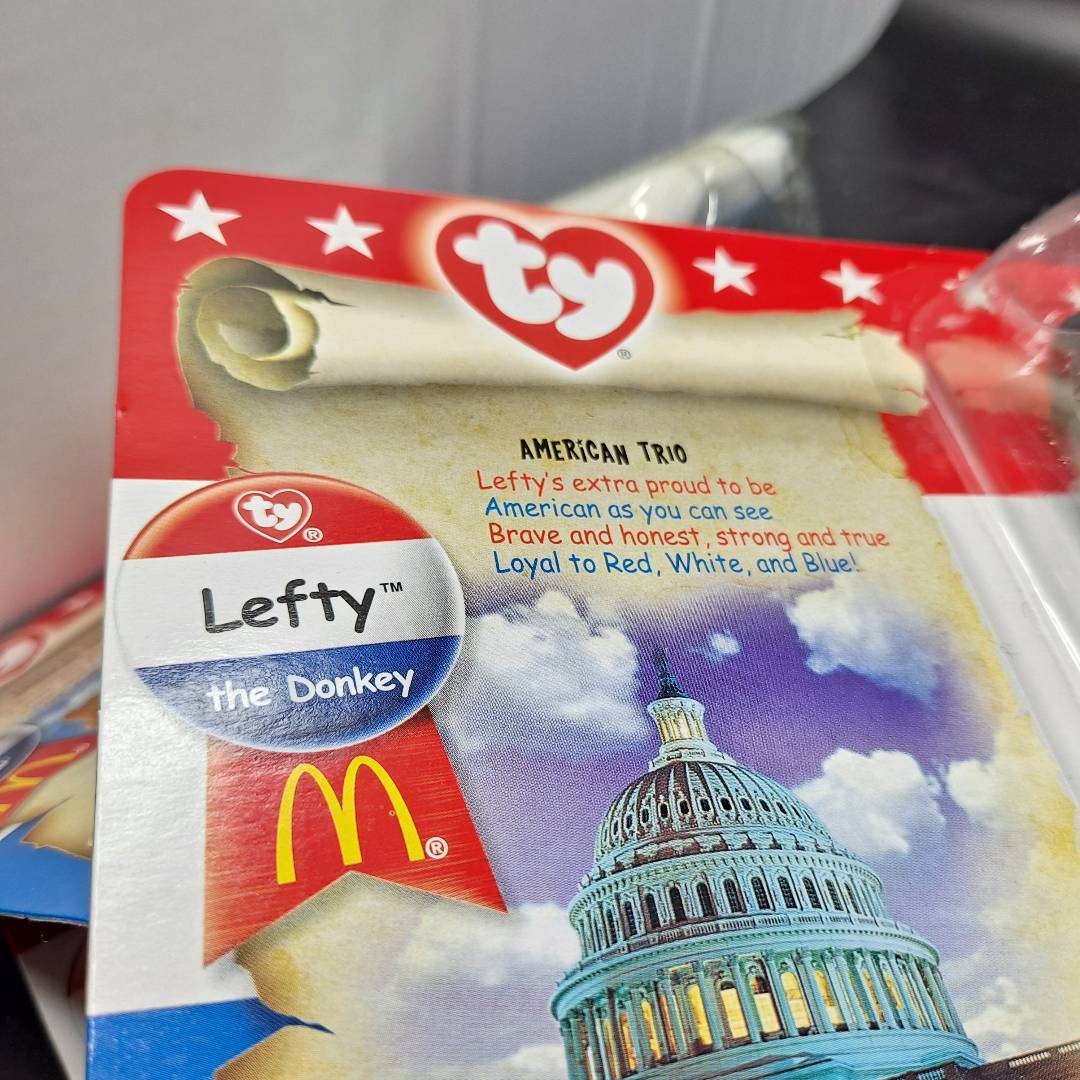 ty®
AMERICAN TRIO
Lefty's extra proud to be
American as you can see
Brave and honest, strong and true
Loyal to Red, White, and Blue!
ty®
Lefty™
the Donkey
M®